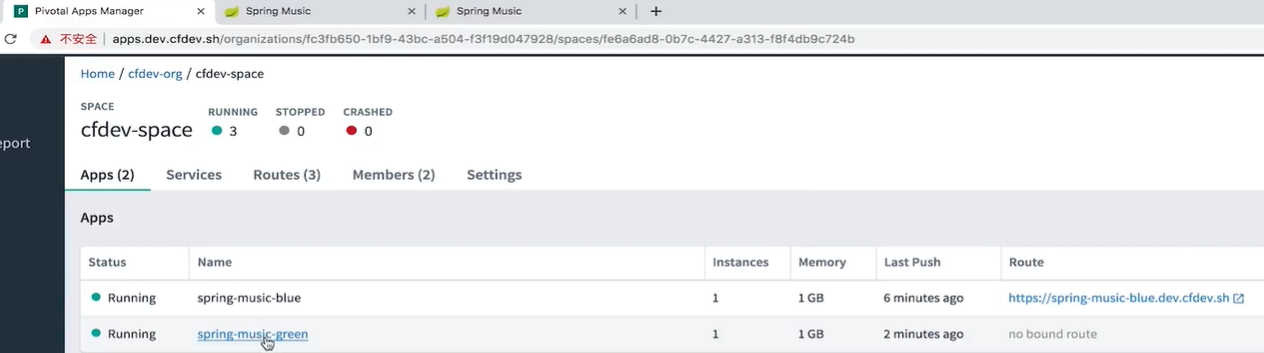 Pivotal Apps Manager
Spring Music
Spring Music
不安全 | apps.dev.cfdev.sh/organizations/fc3fb650-1bf9-43bc-a504-f3f19d047928/spaces/fe6a6ad8-0b7c-4427-a313-f8f4db9c724b
Home / cfdev-org / cfdev-space
SPACE
cfdev-space
RUNNING
3
STOPPED
0
CRASHED
0
eport
Apps (2) Services Routes (3) Members (2) Settings
Apps
Status Name Instances Memory Last Push Route
Running spring-music-blue 1 1 GB 6 minutes ago https://spring-music-blue.dev.cfdev.sh
Running spring-music-green 1 1 GB 2 minutes ago no bound route